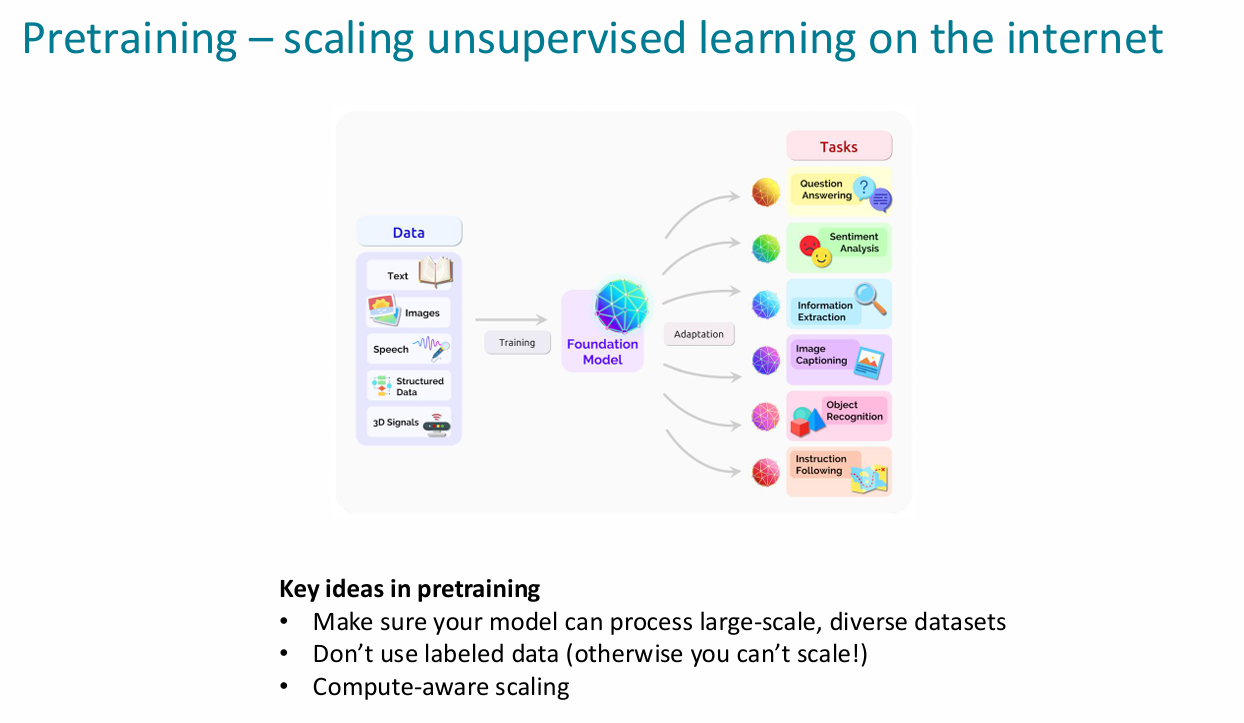 Pretraining – scaling unsupervised learning on the internet
Data
Text
Images
Speech
Structured
Data
3D Signals
Training
Foundation
Model
Adaptation
Tasks
Question
Answering
?
Sentiment
Analysis
Information
Extraction
Image
Captioning
Object
Recognition
Instruction
Following
Key ideas in pretraining
• Make sure your model can process large-scale, diverse datasets
• Don’t use labeled data (otherwise you can’t scale!)
• Compute-aware scaling